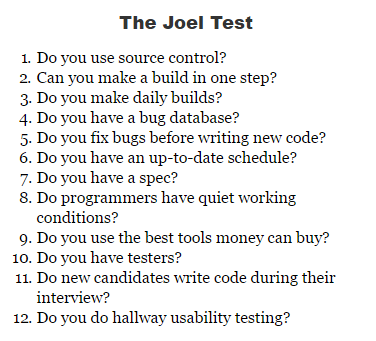 The Joel Test
1. Do you use source control?
2. Can you make a build in one step?
3. Do you make daily builds?
4. Do you have a bug database?
5. Do you fix bugs before writing new code?
6. Do you have an up-to-date schedule?
7. Do you have a spec?
8. Do programmers have quiet working
conditions?
9. Do you use the best tools money can buy?
10. Do you have testers?
11. Do new candidates write code during their
interview?
12. Do you do hallway usability testing?